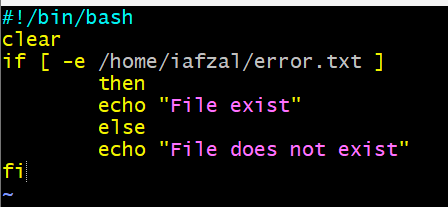 #!/bin/bash
clear
if [ -e /home/iafzal/error.txt ]
        then
        echo "File exist"
        else
        echo "File does not exist"
fi
~